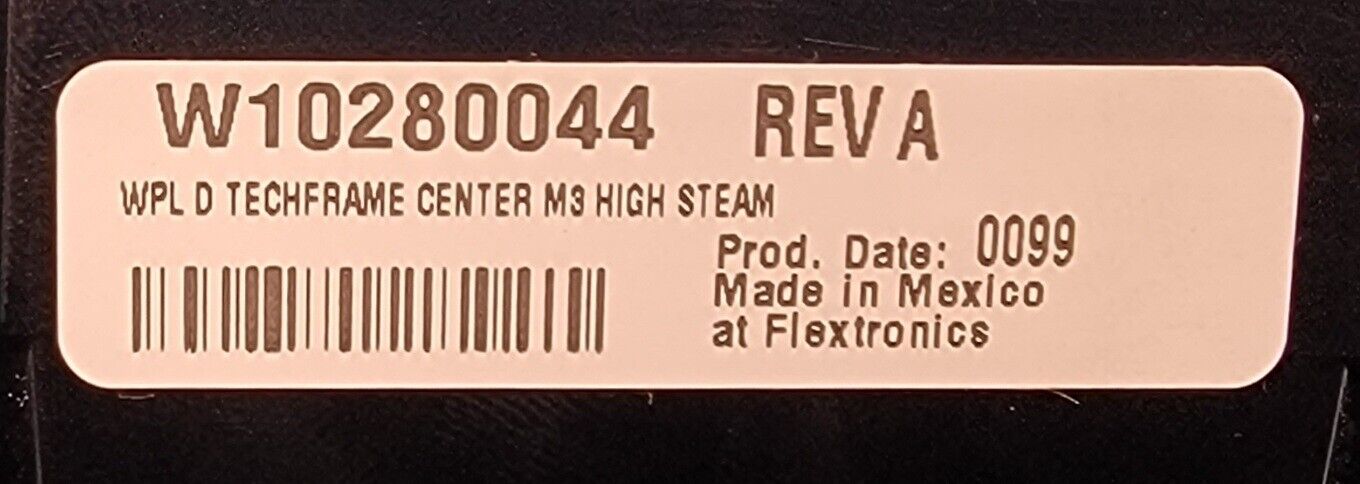 W10280044 REV A
WPL D TECHFRAME CENTER M3 HIGH STEAM
Prod. Date: 0099
Made in Mexico
at Flextronics